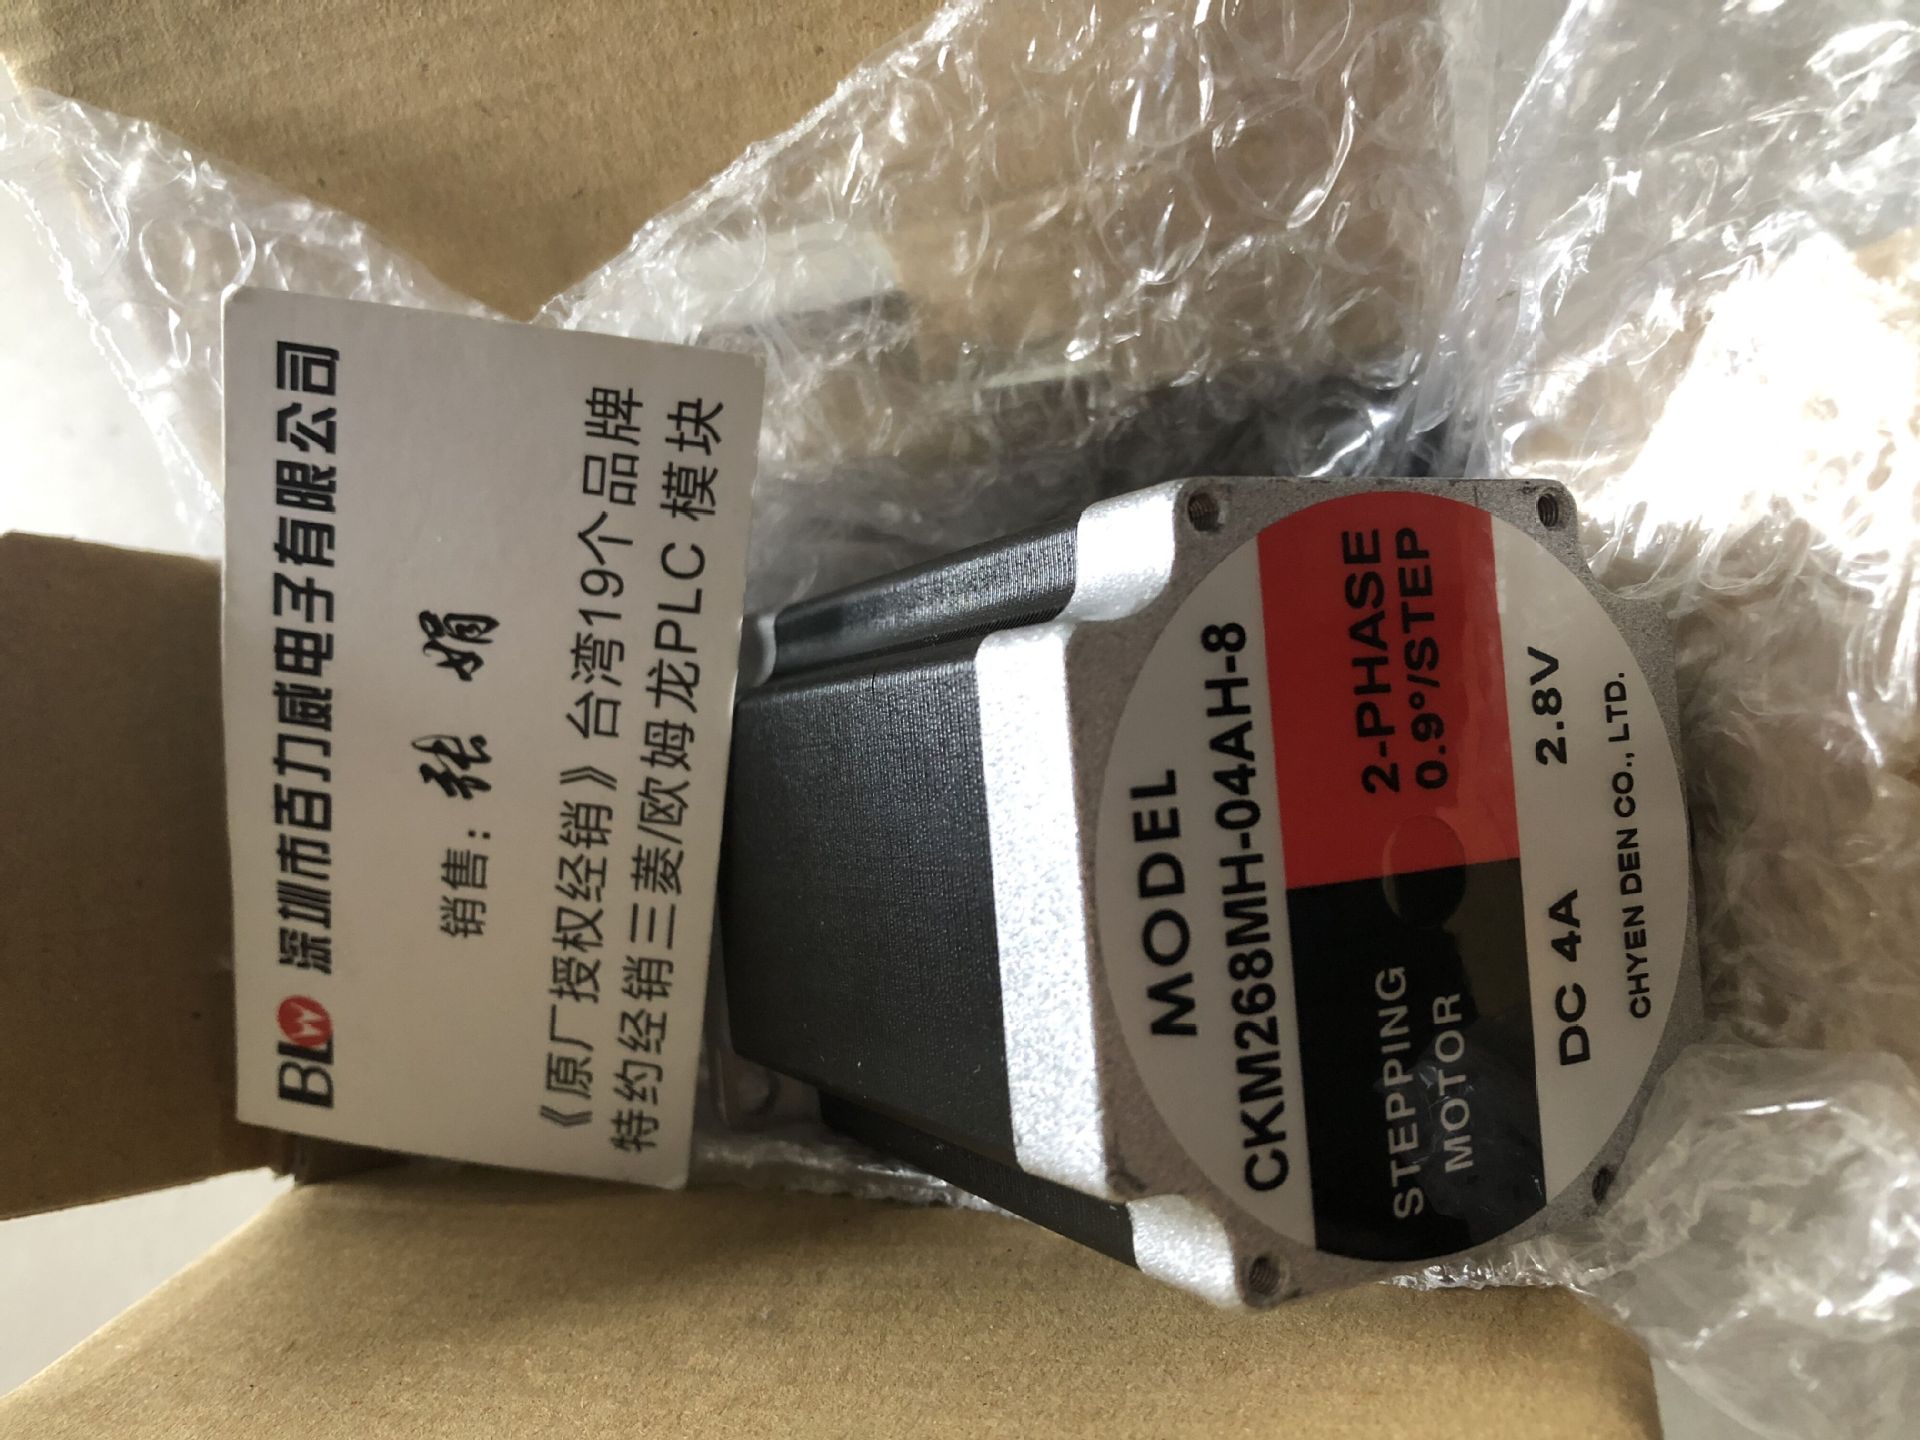 BLW 深圳市百力威电子有限公司
销售：张 娟
《原厂授权经销》台湾19个品牌
特约经销三菱/欧姆龙PLC 模块
MODEL
CKM268MH-04AH-8
STEPPING MOTOR
2-PHASE
0.9°/STEP
DC 4A 2.8V
CHYEN DEN CO., LTD.